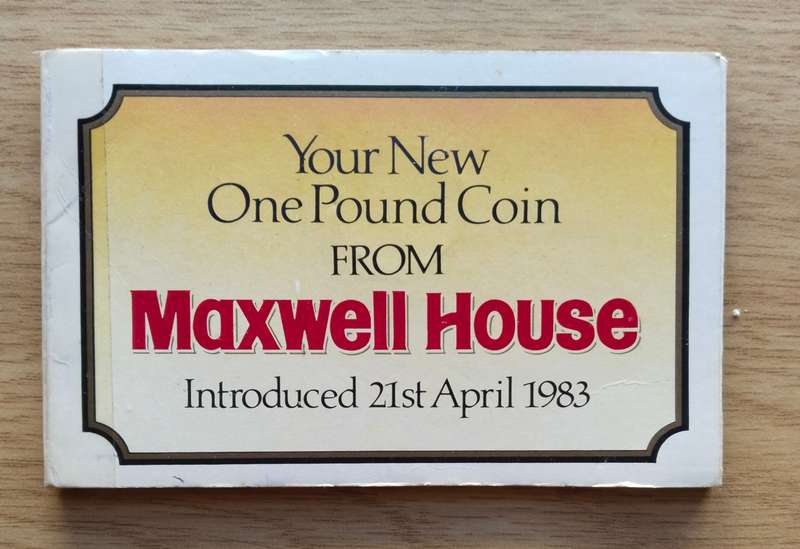 Your New
One Pound Coin
FROM
Maxwell House
Introduced 21st April 1983